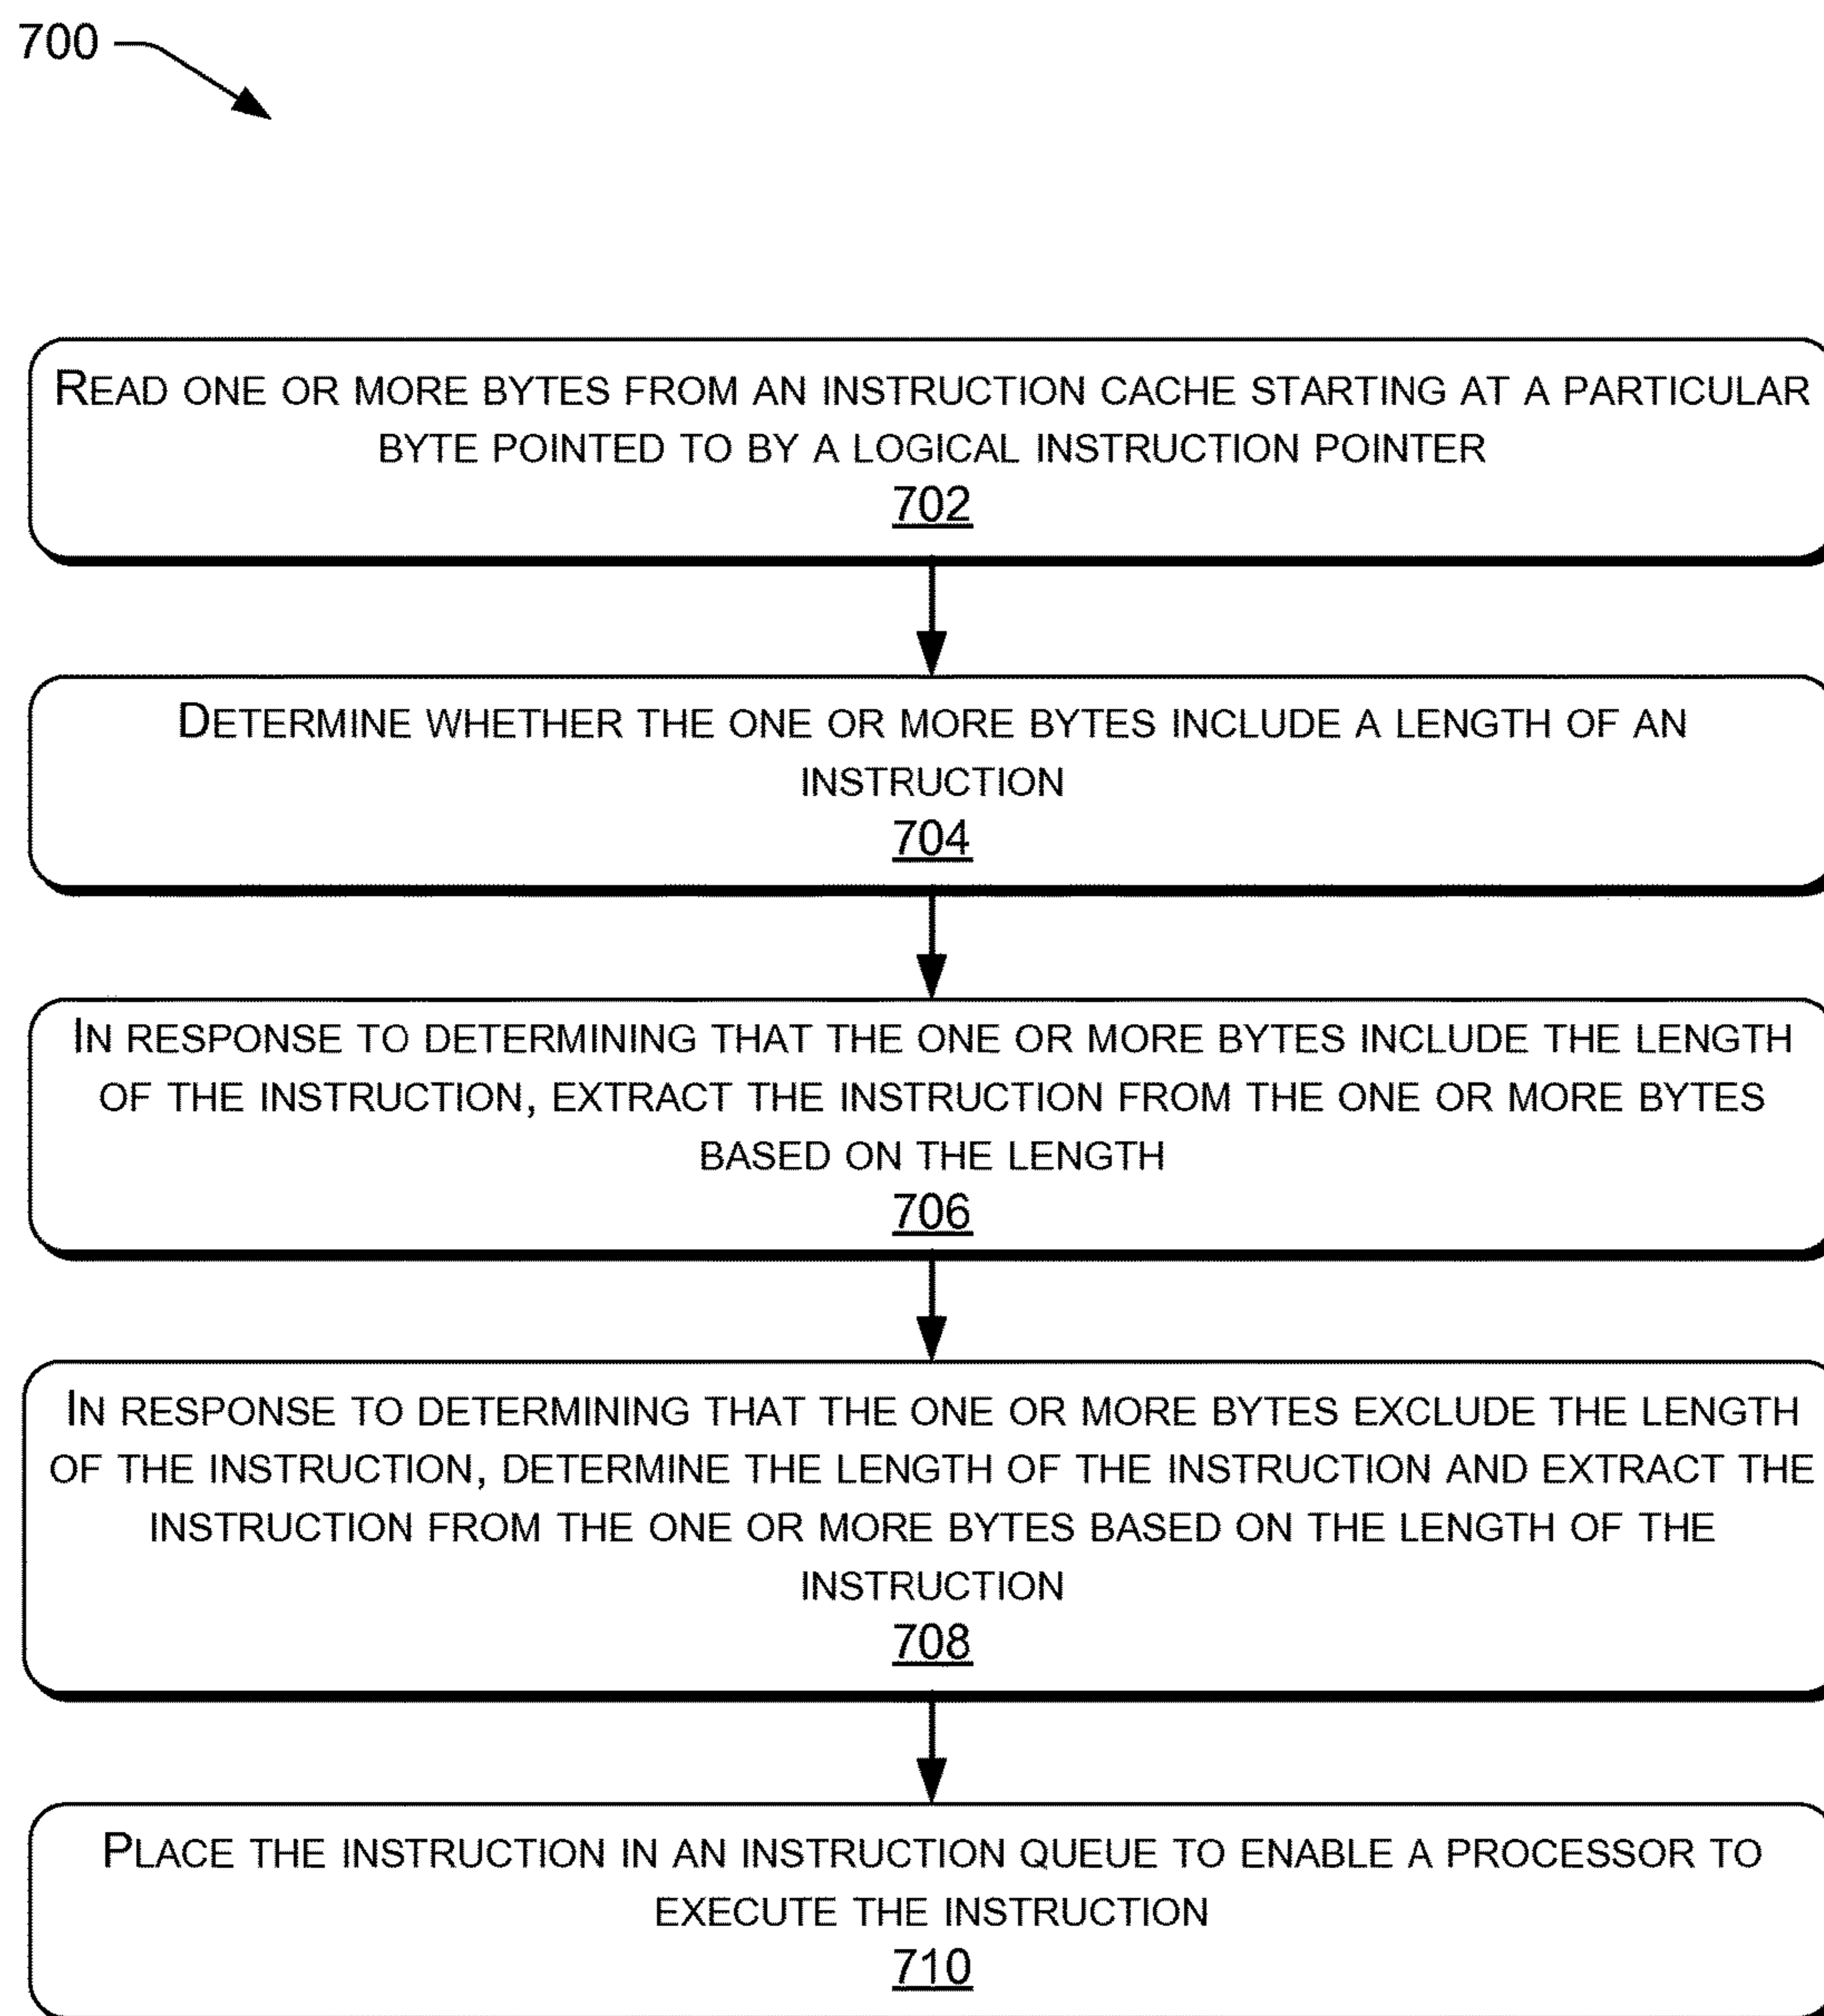 700
READ ONE OR MORE BYTES FROM AN INSTRUCTION CACHE STARTING AT A PARTICULAR
BYTE POINTED TO BY A LOGICAL INSTRUCTION POINTER
702
DETERMINE WHETHER THE ONE OR MORE BYTES INCLUDE A LENGTH OF AN
INSTRUCTION
704
IN RESPONSE TO DETERMINING THAT THE ONE OR MORE BYTES INCLUDE THE LENGTH
OF THE INSTRUCTION, EXTRACT THE INSTRUCTION FROM THE ONE OR MORE BYTES
BASED ON THE LENGTH
706
IN RESPONSE TO DETERMINING THAT THE ONE OR MORE BYTES EXCLUDE THE LENGTH
OF THE INSTRUCTION, DETERMINE THE LENGTH OF THE INSTRUCTION AND EXTRACT THE
INSTRUCTION FROM THE ONE OR MORE BYTES BASED ON THE LENGTH OF THE
INSTRUCTION
708
PLACE THE INSTRUCTION IN AN INSTRUCTION QUEUE TO ENABLE A PROCESSOR TO
EXECUTE THE INSTRUCTION
710